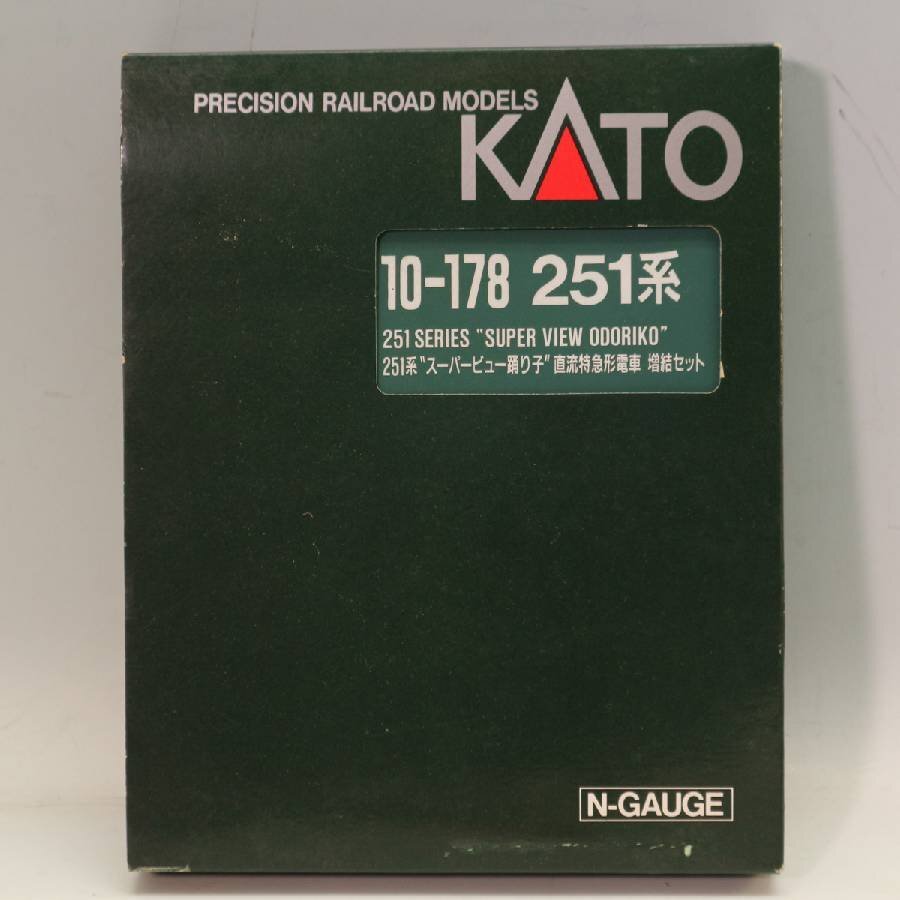 PRECISION RAILROAD MODELS
KATO
10-178 251系
251 SERIES "SUPER VIEW ODORIKO"
251系"スーパービュー踊り子"直流特急形電車 増結セット
N-GAUGE